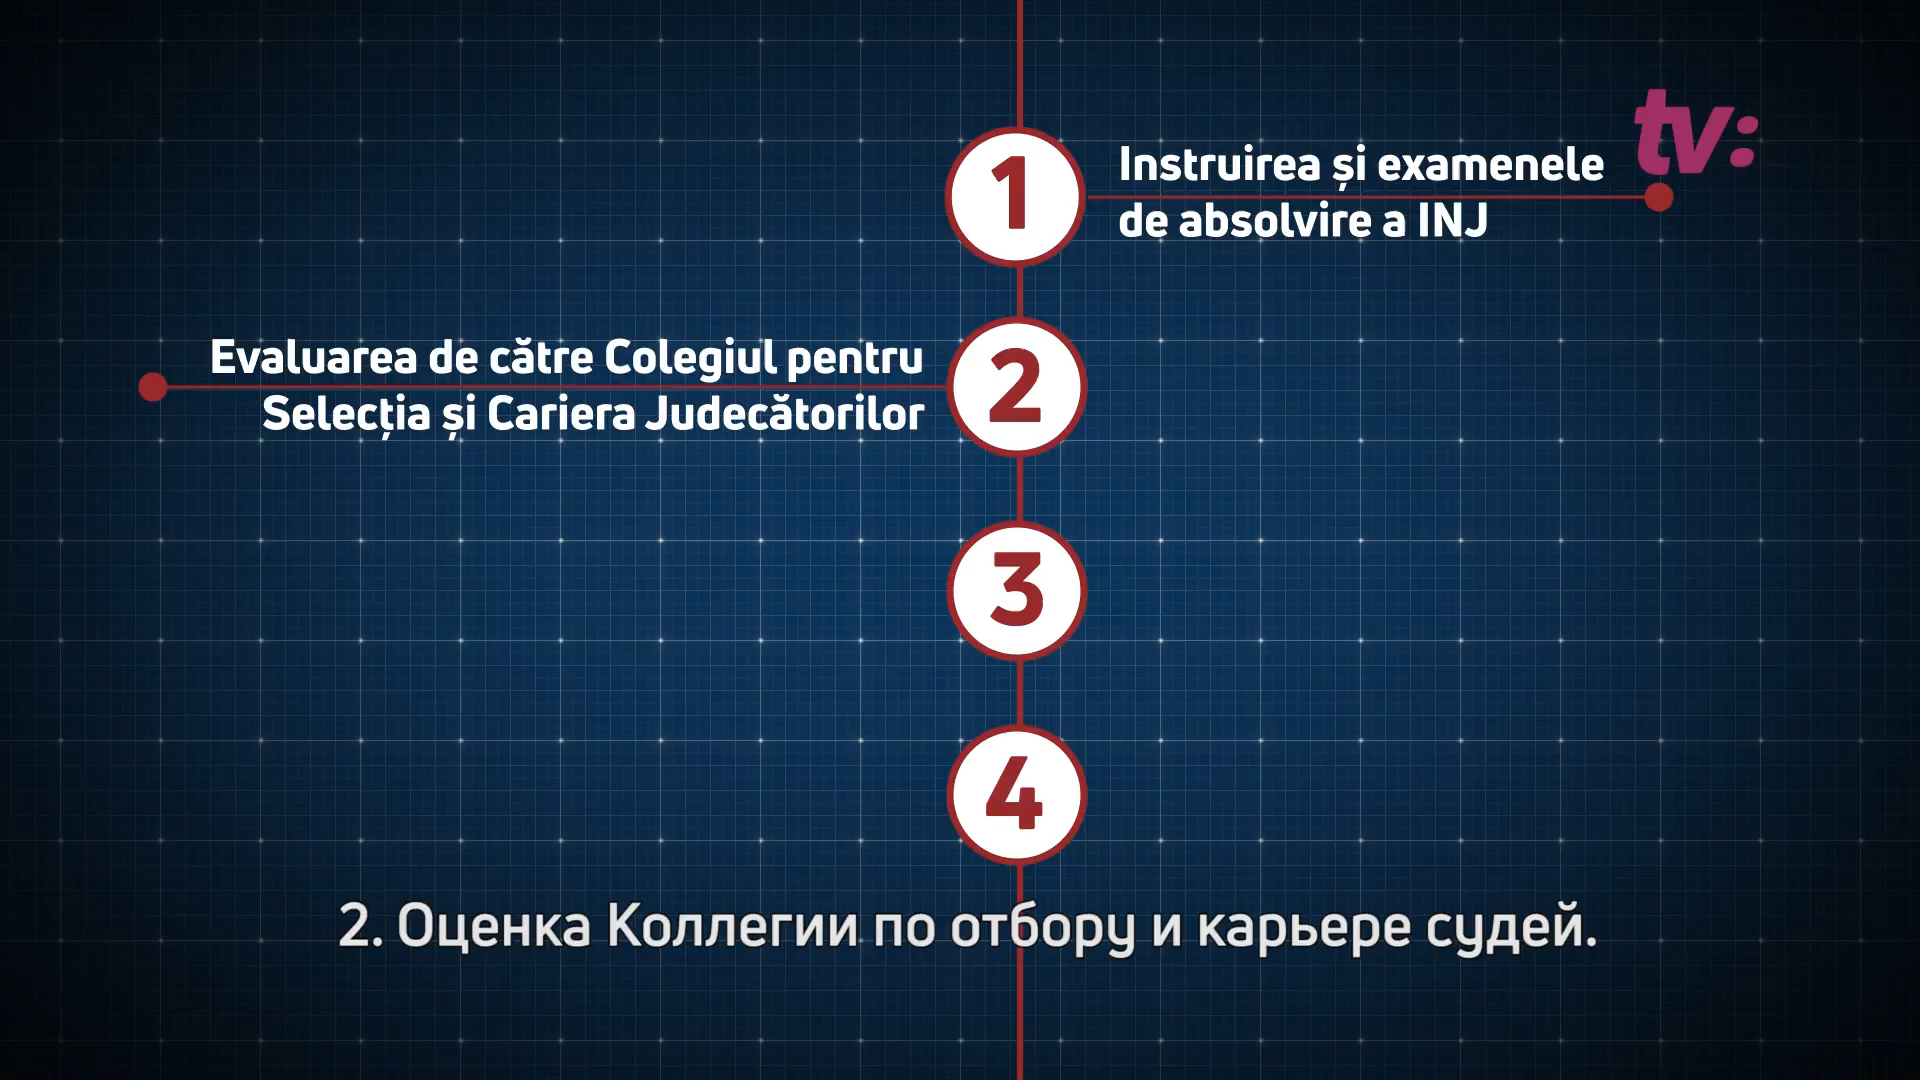 tv:
1
Instruirea și examenele
de absolvire a INJ
2
Evaluarea de către Colegiul pentru
Selecția și Cariera Judecătorilor
3
4
2. Оценка Коллегии по отбору и карьере судей.